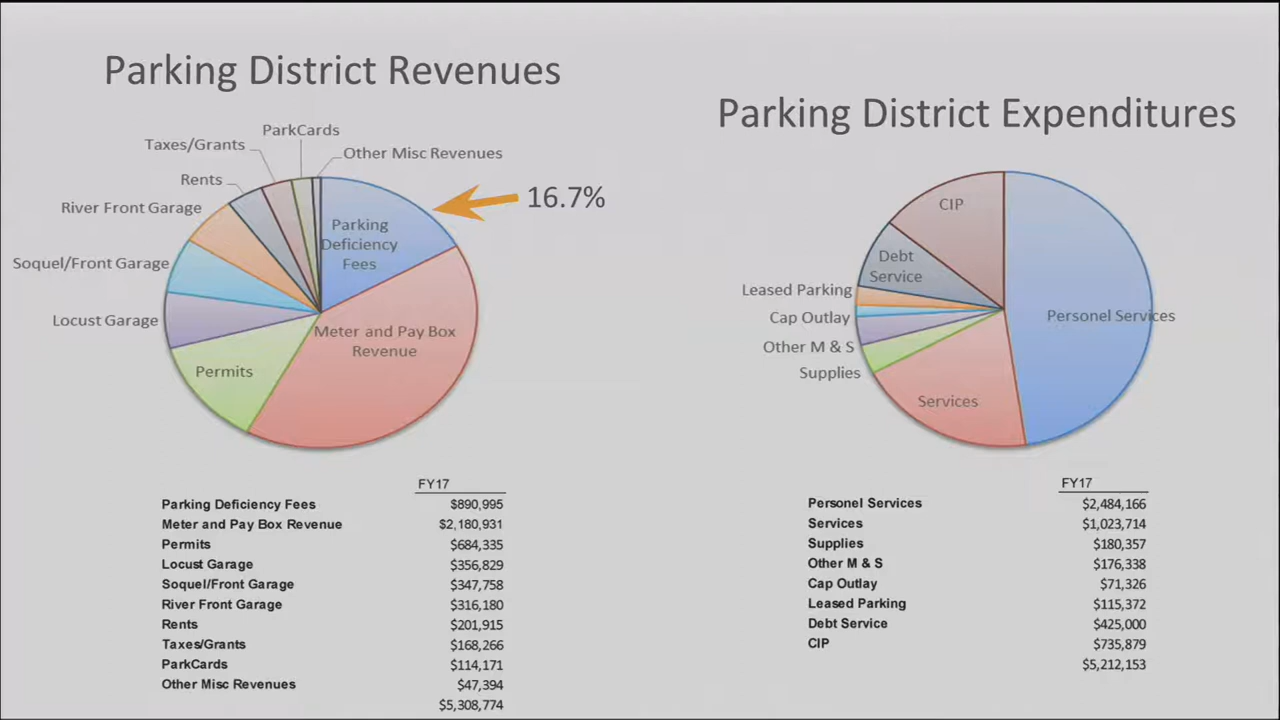 Parking District Revenues
Parking District Expenditures
ParkCards
Taxes/Grants
Other Misc Revenues
Rents
16.7%
River Front Garage
Parking
Deficiency
Fees
Soquel/Front Garage
Locust Garage
Meter and Pay Box
Revenue
Permits
CIP
Debt
Service
Leased Parking
Cap Outlay
Personel Services
Other M & S
Supplies
Services
FY17
Parking Deficiency Fees $890,995
Meter and Pay Box Revenue $2,180,931
Permits $684,335
Locust Garage $356,829
Soquel/Front Garage $347,758
River Front Garage $316,180
Rents $201,915
Taxes/Grants $168,266
ParkCards $114,171
Other Misc Revenues $47,394
$5,308,774
FY17
Personel Services $2,484,166
Services $1,023,714
Supplies $180,357
Other M & S $176,338
Cap Outlay $71,326
Leased Parking $115,372
Debt Service $425,000
CIP $735,879
$5,212,153